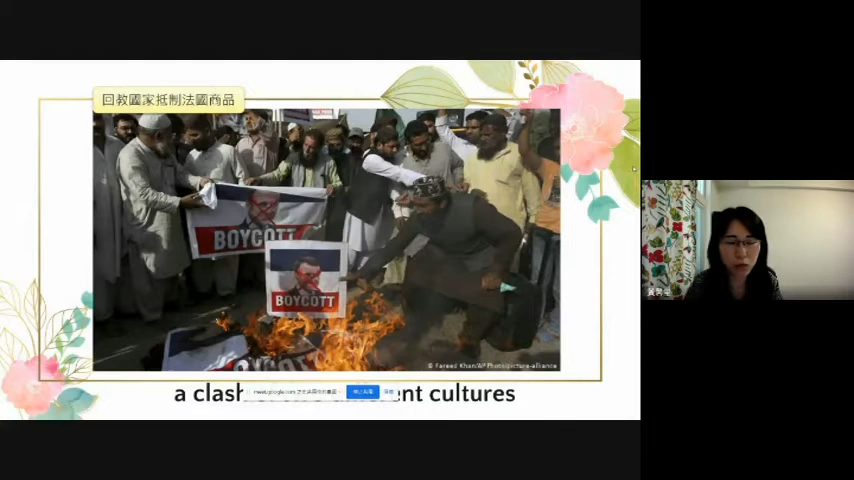 回教國家抵制法國商品
BOYCOTT
BOYCOTT
© Fareed Khan/AP Photo/picture-alliance
a clash
nt cultures